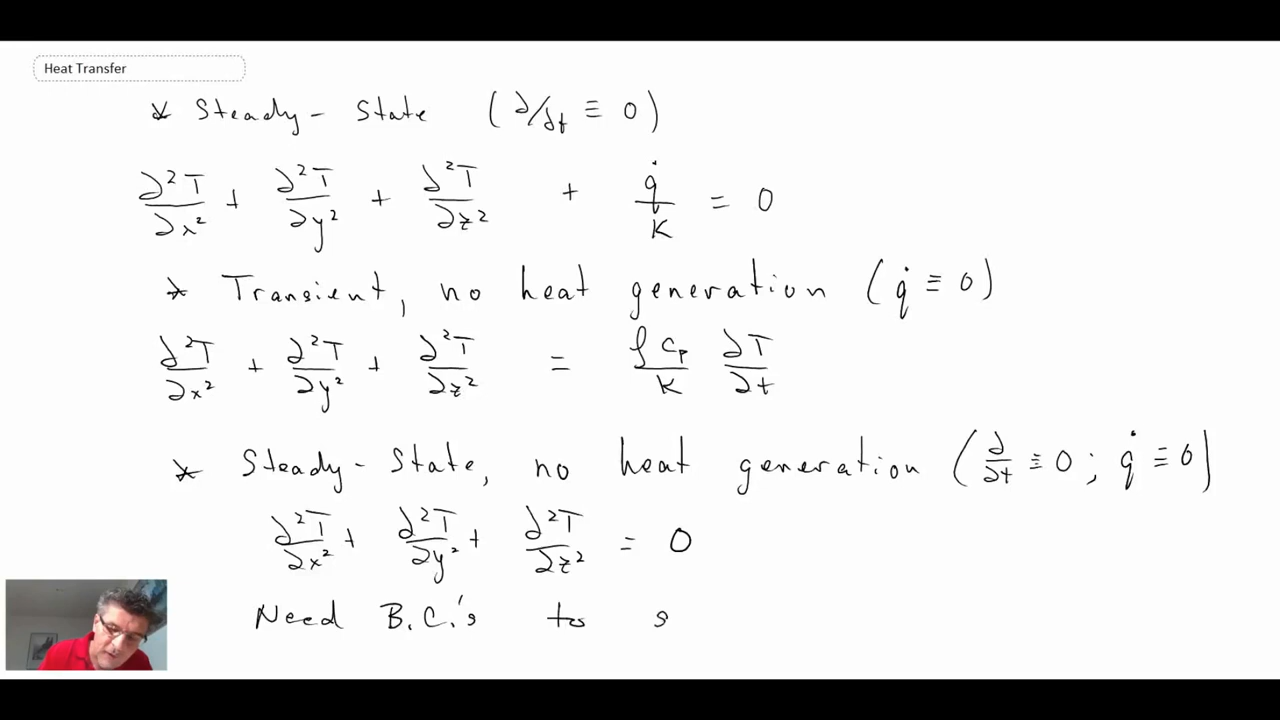 Heat Transfer
* Steady-State (∂/∂t ≡ 0)
∂²T/∂x² + ∂²T/∂y² + ∂²T/∂z² + q̇/k = 0
* Transient, no heat generation (q̇ ≡ 0)
∂²T/∂x² + ∂²T/∂y² + ∂²T/∂z² = ρCp/k ∂T/∂t
* Steady-State, no heat generation (∂/∂t ≡ 0 ; q̇ ≡ 0)
∂²T/∂x² + ∂²T/∂y² + ∂²T/∂z² = 0
Need B.C.'s to s